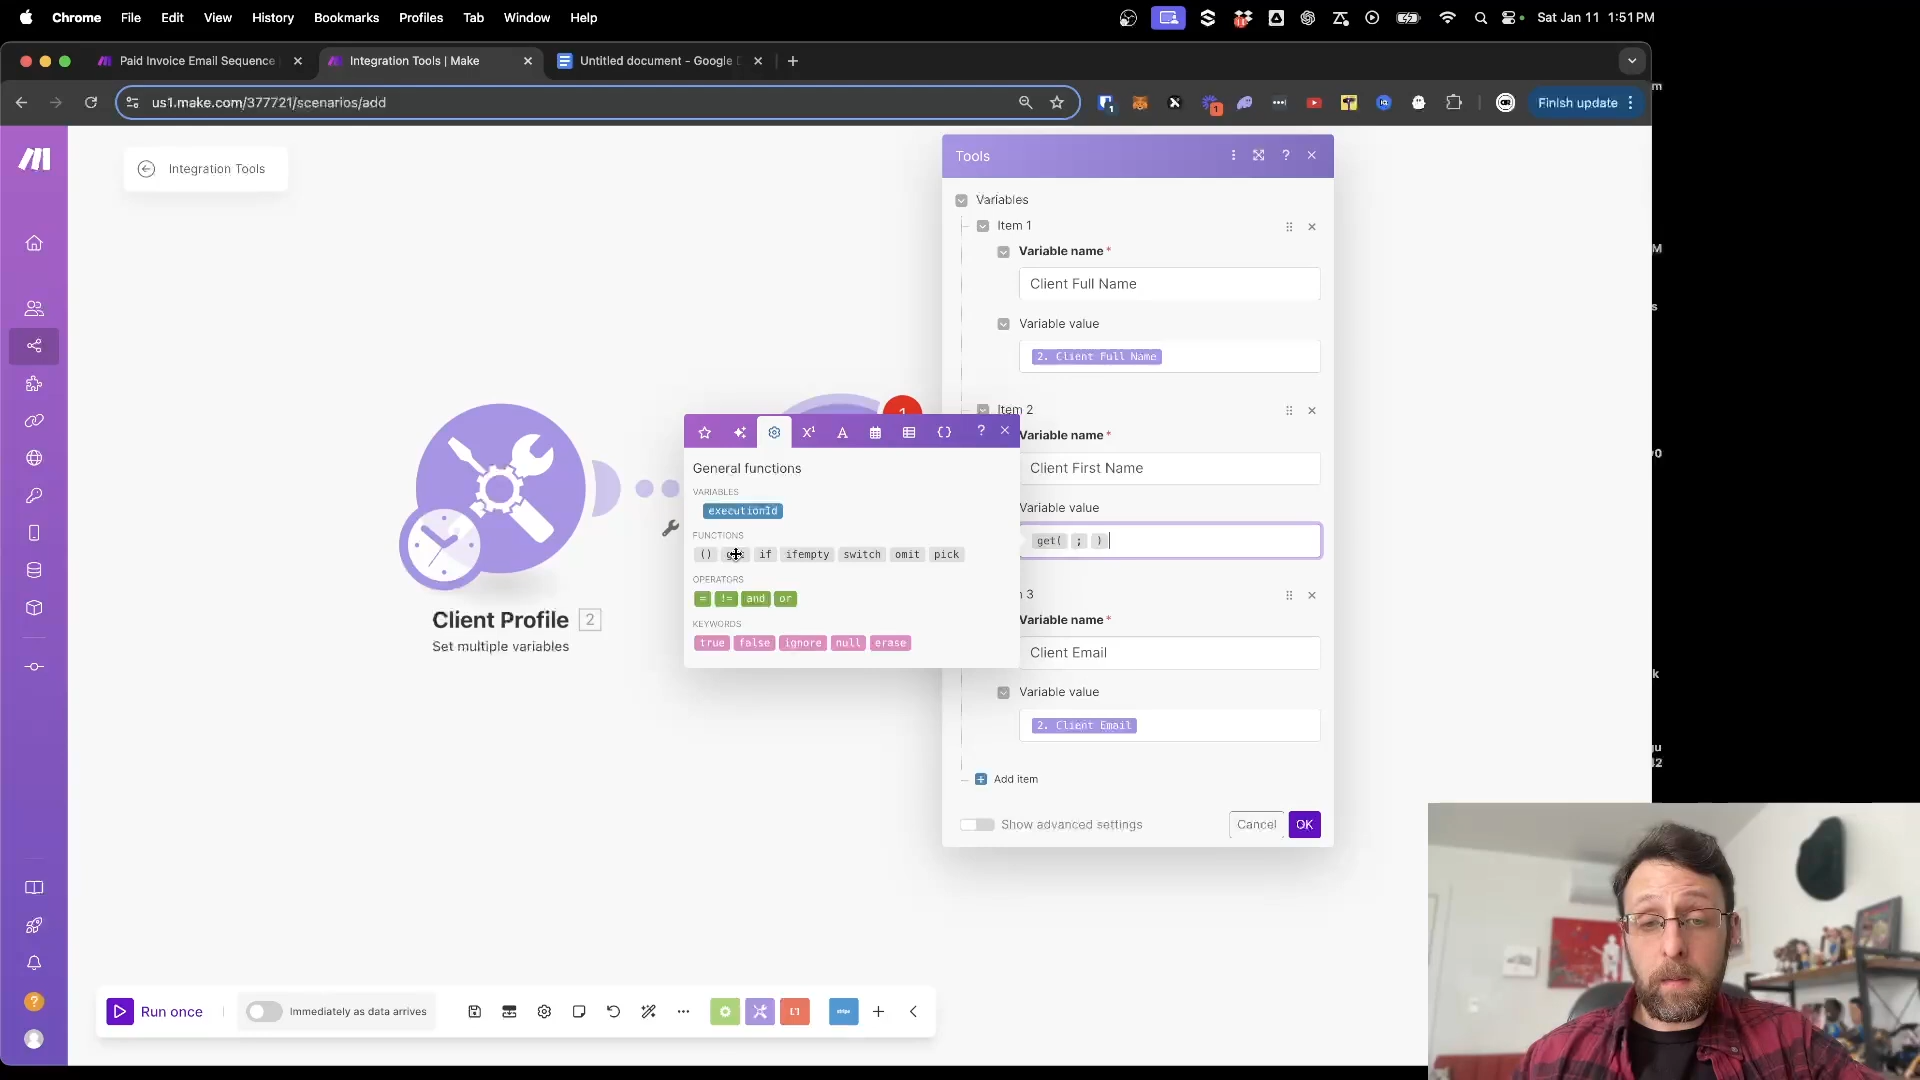 Chrome File Edit View History Bookmarks Profiles Tab Window Help
Sat Jan 11 1:51 PM
Paid Invoice Email Sequence
Integration Tools | Make
Untitled document - Google
us1.make.com/377721/scenarios/add
Finish update
Integration Tools
Tools
Variables
Item 1
Variable name*
Client Full Name
Variable value
2. Client Full Name
Item 2
Variable name*
Client First Name
Variable value
get( ; )
3
Variable name*
Client Email
Variable value
2. Client Email
Add item
Show advanced settings
Cancel
OK
1
General functions
VARIABLES
executionId
FUNCTIONS
() if ifempty switch omit pick
OPERATORS
= != and or
KEYWORDS
true false ignore null erase
Client Profile 2
Set multiple variables
Run once
Immediately as data arrives